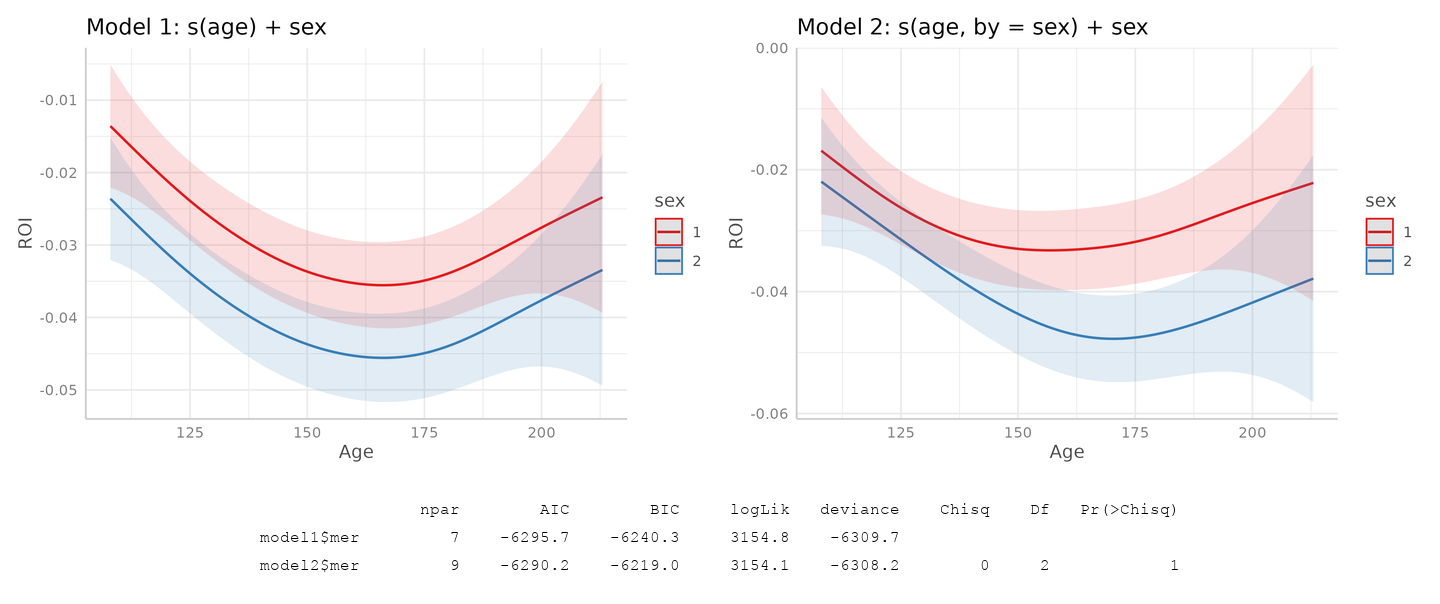 Model 1: s(age) + sex
-0.01
-0.02
-0.03
-0.04
-0.05
ROI
125 150 175 200
Age
sex
1
2
Model 2: s(age, by = sex) + sex
0.00
-0.02
-0.04
-0.06
ROI
125 150 175 200
Age
sex
1
2
npar AIC BIC logLik deviance Chisq Df Pr(>Chisq)
model1$mer 7 -6295.7 -6240.3 3154.8 -6309.7
model2$mer 9 -6290.2 -6219.0 3154.1 -6308.2 0 2 1